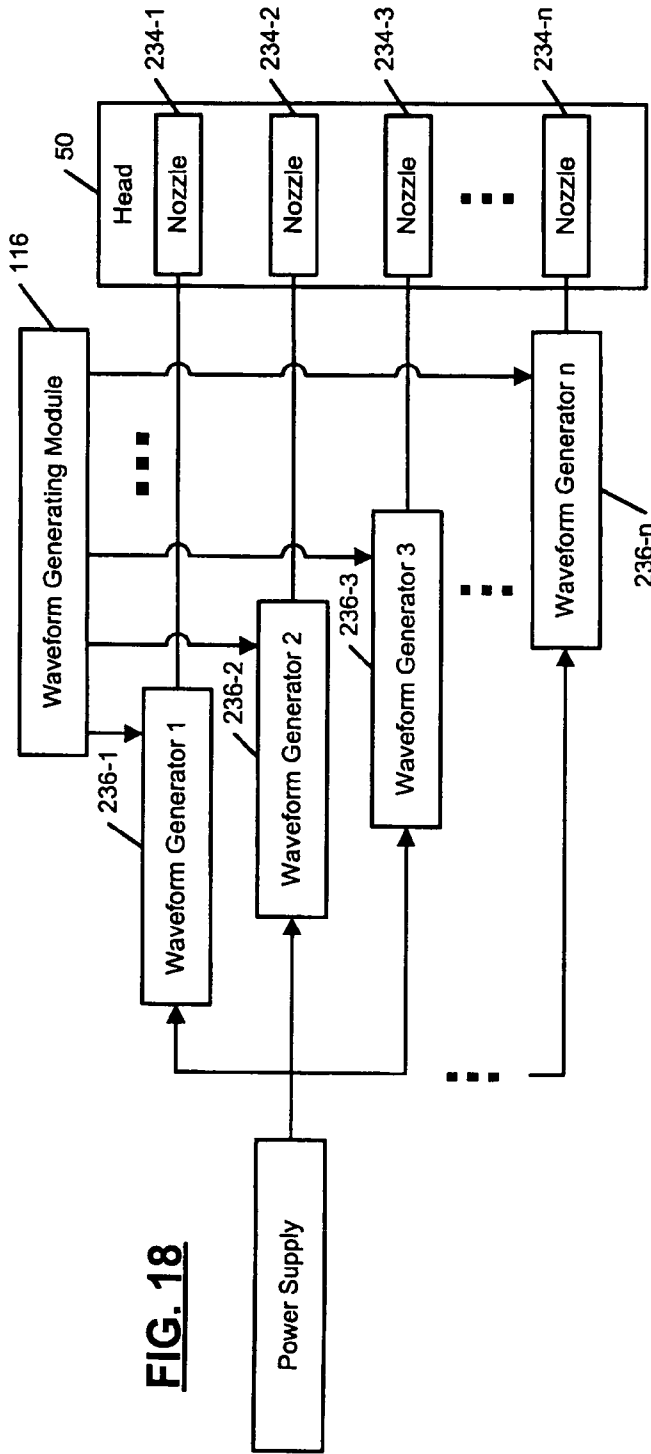 FIG. 18
Power Supply
Waveform Generating Module
116
Waveform Generator 1
236-1
Waveform Generator 2
236-2
Waveform Generator 3
236-3
Waveform Generator n
236-n
50
Head
Nozzle
234-1
Nozzle
234-2
Nozzle
234-3
Nozzle
234-n